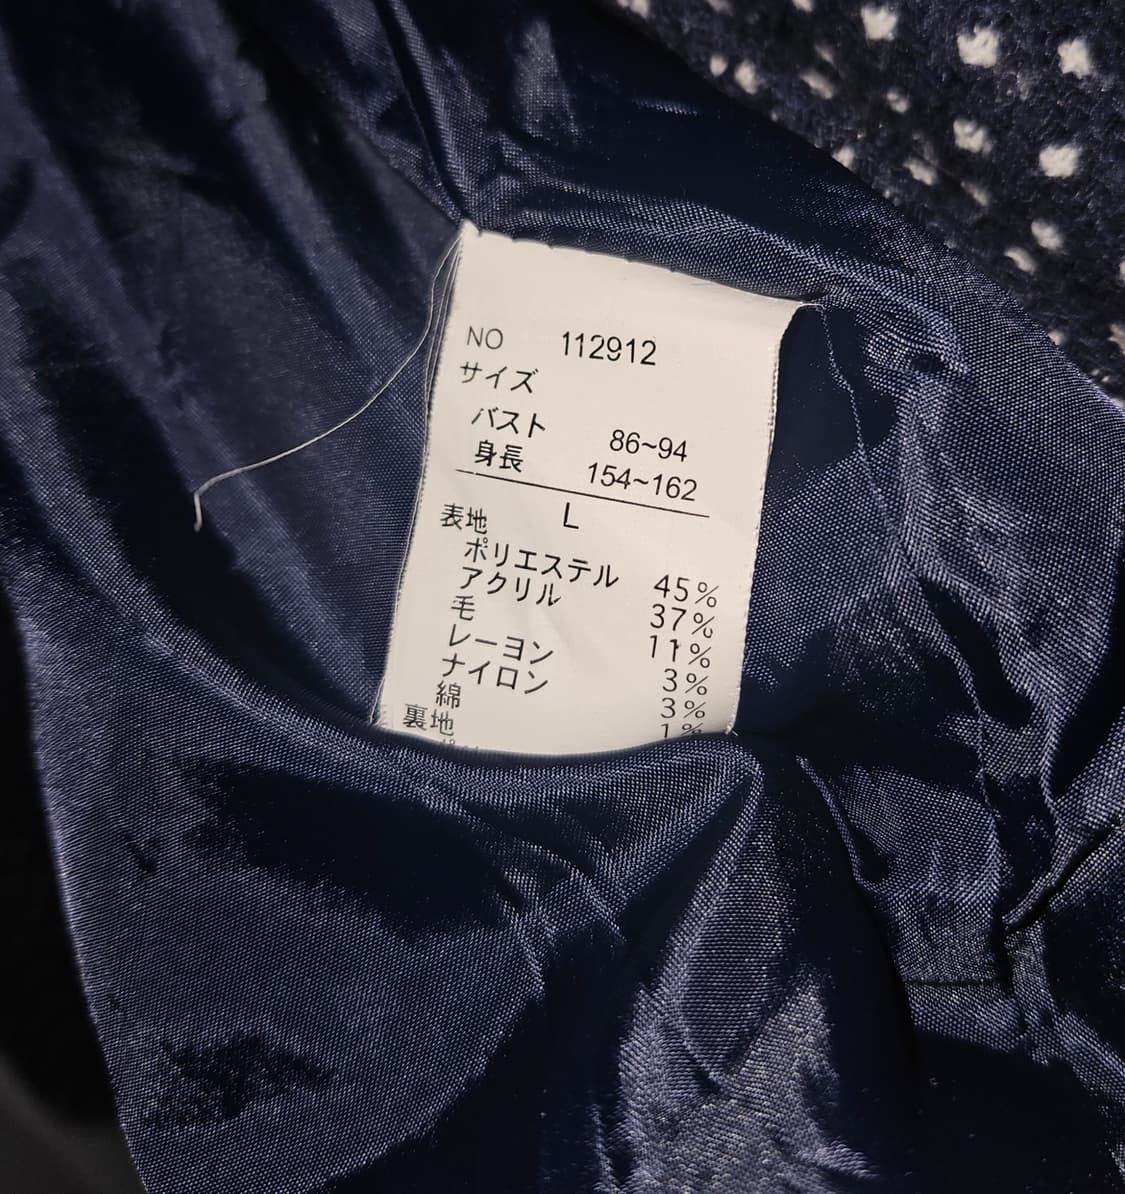 NO 112912
サイズ
バスト 86~94
身長 154~162
L
表地
ポリエステル 45%
アクリル 37%
毛 11%
レーヨン 3%
ナイロン 3%
綿 1%
裏地